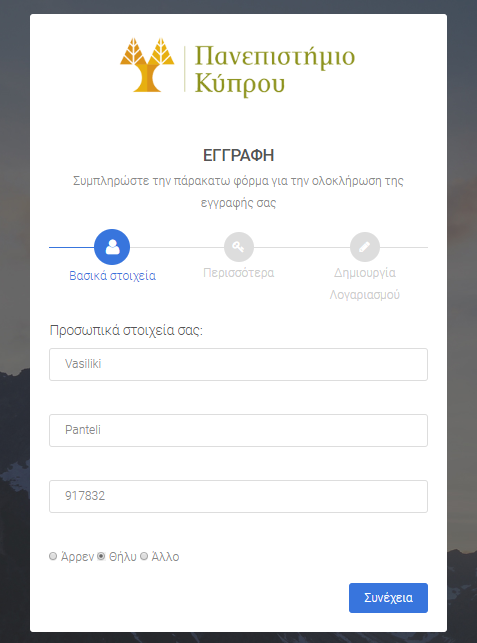 Πανεπιστήμιο
Κύπρου
ΕΓΓΡΑΦΗ
Συμπληρώστε την πάρακατω φόρμα για την ολοκλήρωση της
εγγραφής σας
Βασικά στοιχεία
Περισσότερα
Δημιουργία
Λογαριασμού
Προσωπικά στοιχεία σας:
Vasiliki
Panteli
917832
Άρρεν Θήλυ Άλλο
Συνέχεια